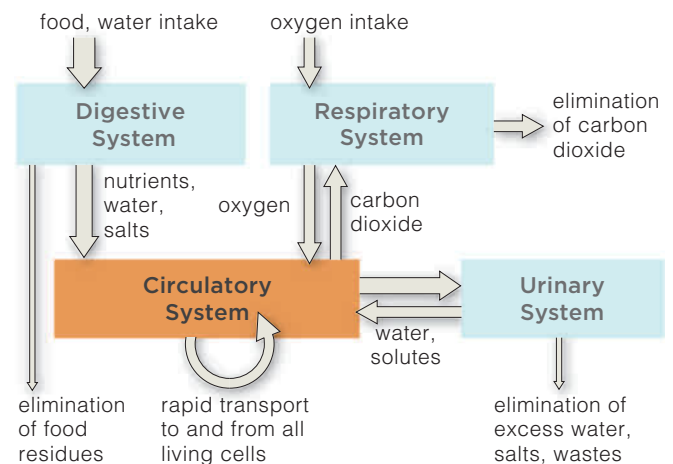 food, water intake
oxygen intake
Digestive
System
Respiratory
System
elimination
of carbon
dioxide
nutrients,
water,
salts
oxygen
carbon
dioxide
Circulatory
System
Urinary
System
water,
solutes
elimination
of food
residues
rapid transport
to and from all
living cells
elimination of
excess water,
salts, wastes